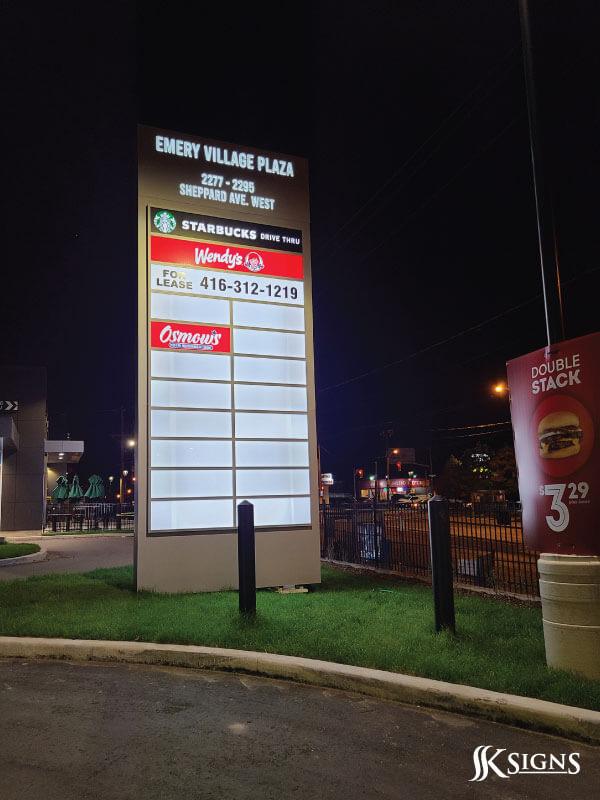 EMERY VILLAGE PLAZA
2277 - 2295
SHEPPARD AVE. WEST
STARBUCKS DRIVE THRU
Wendy's
FOR LEASE 416-312-1219
Osmow's
DOUBLE
STACK
$3.29
SSK SIGNS